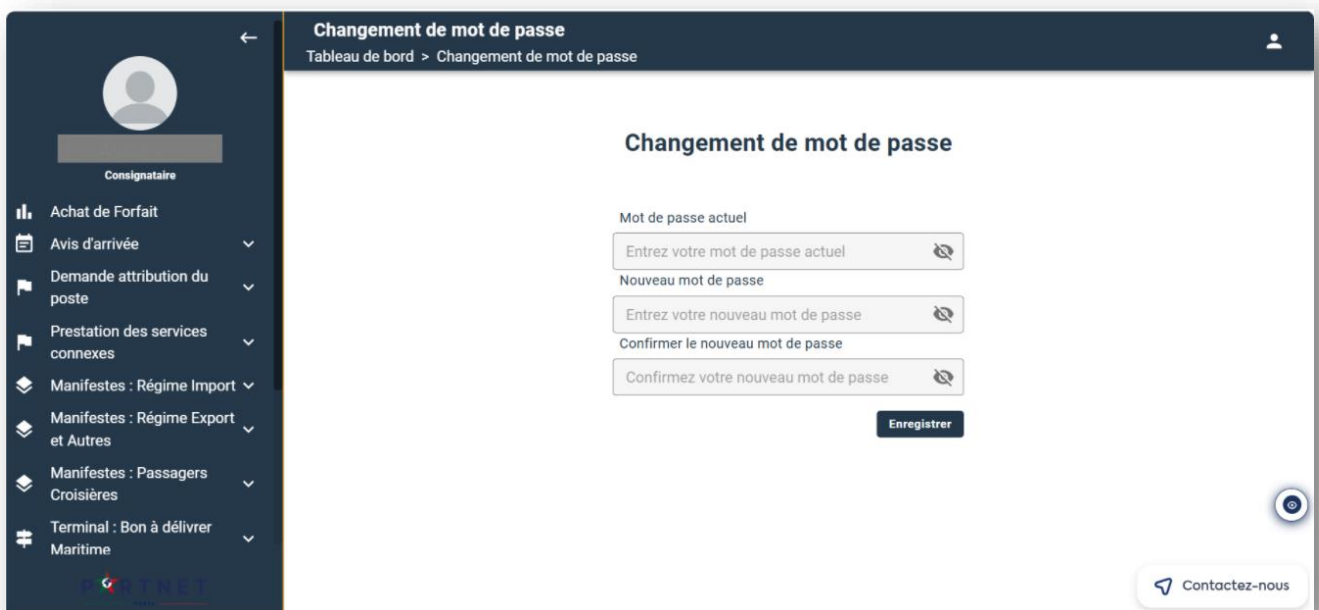 Changement de mot de passe
Tableau de bord > Changement de mot de passe
Consignataire
Achat de Forfait
Avis d'arrivée
Demande attribution du
poste
Prestation des services
connexes
Manifestes : Régime Import
Manifestes : Régime Export
et Autres
Manifestes : Passagers
Croisières
Terminal : Bon à délivrer
Maritime
PORTNET
Changement de mot de passe
Mot de passe actuel
Entrez votre mot de passe actuel
Nouveau mot de passe
Entrez votre nouveau mot de passe
Confirmer le nouveau mot de passe
Confirmez votre nouveau mot de passe
Enregistrer
Contactez-nous